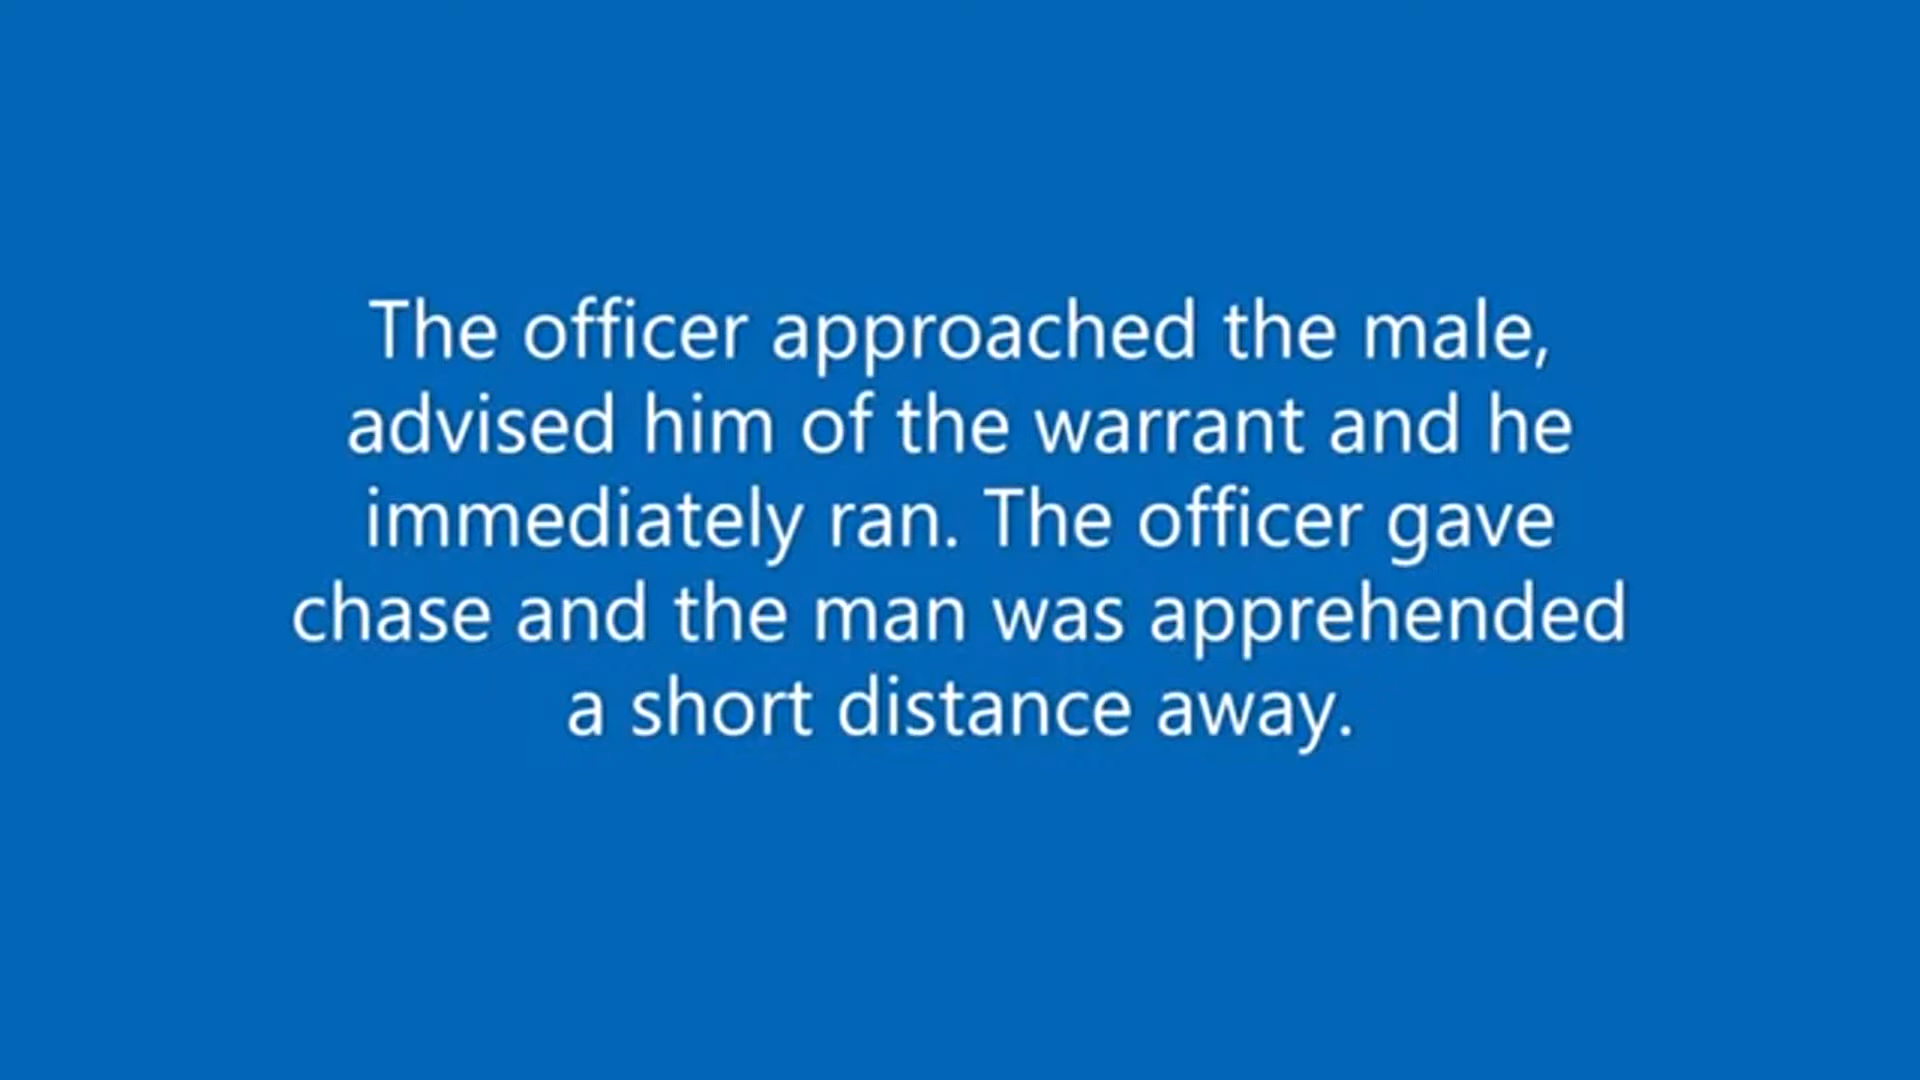 The officer approached the male,
advised him of the warrant and he
immediately ran. The officer gave
chase and the man was apprehended
a short distance away.